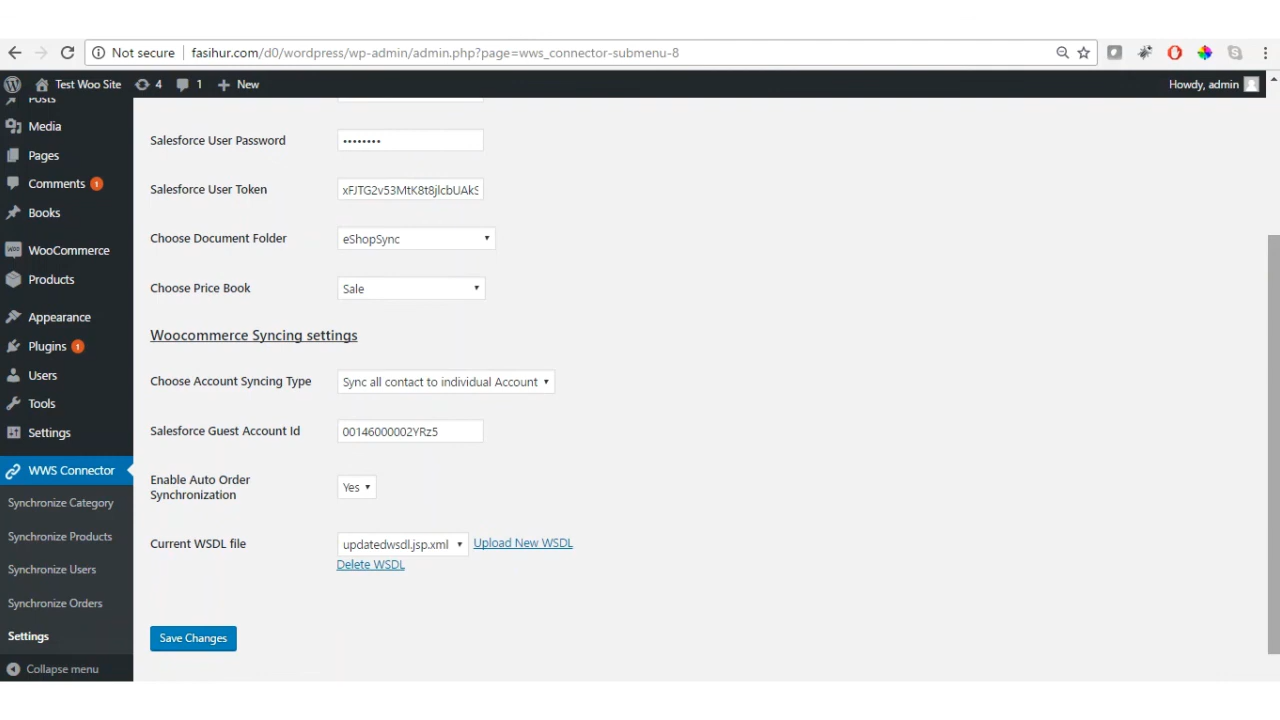 Not secure | fasihur.com/d0/wordpress/wp-admin/admin.php?page=wws_connector-submenu-8
Test Woo Site 4 1 New Howdy, admin
Posts
Media
Pages
Comments 1
Books
WooCommerce
Products
Appearance
Plugins 1
Users
Tools
Settings
WWS Connector
Synchronize Category
Synchronize Products
Synchronize Users
Synchronize Orders
Settings
Collapse menu
Salesforce User Password ••••••••
Salesforce User Token
Choose Document Folder eShopSync
Choose Price Book Sale
Woocommerce Syncing settings
Choose Account Syncing Type Sync all contact to individual Account
Salesforce Guest Account Id 00146000002YRz5
Enable Auto Order
Synchronization Yes
Current WSDL file updatedwsdl.jsp.xml Upload New WSDL
Delete WSDL
Save Changes